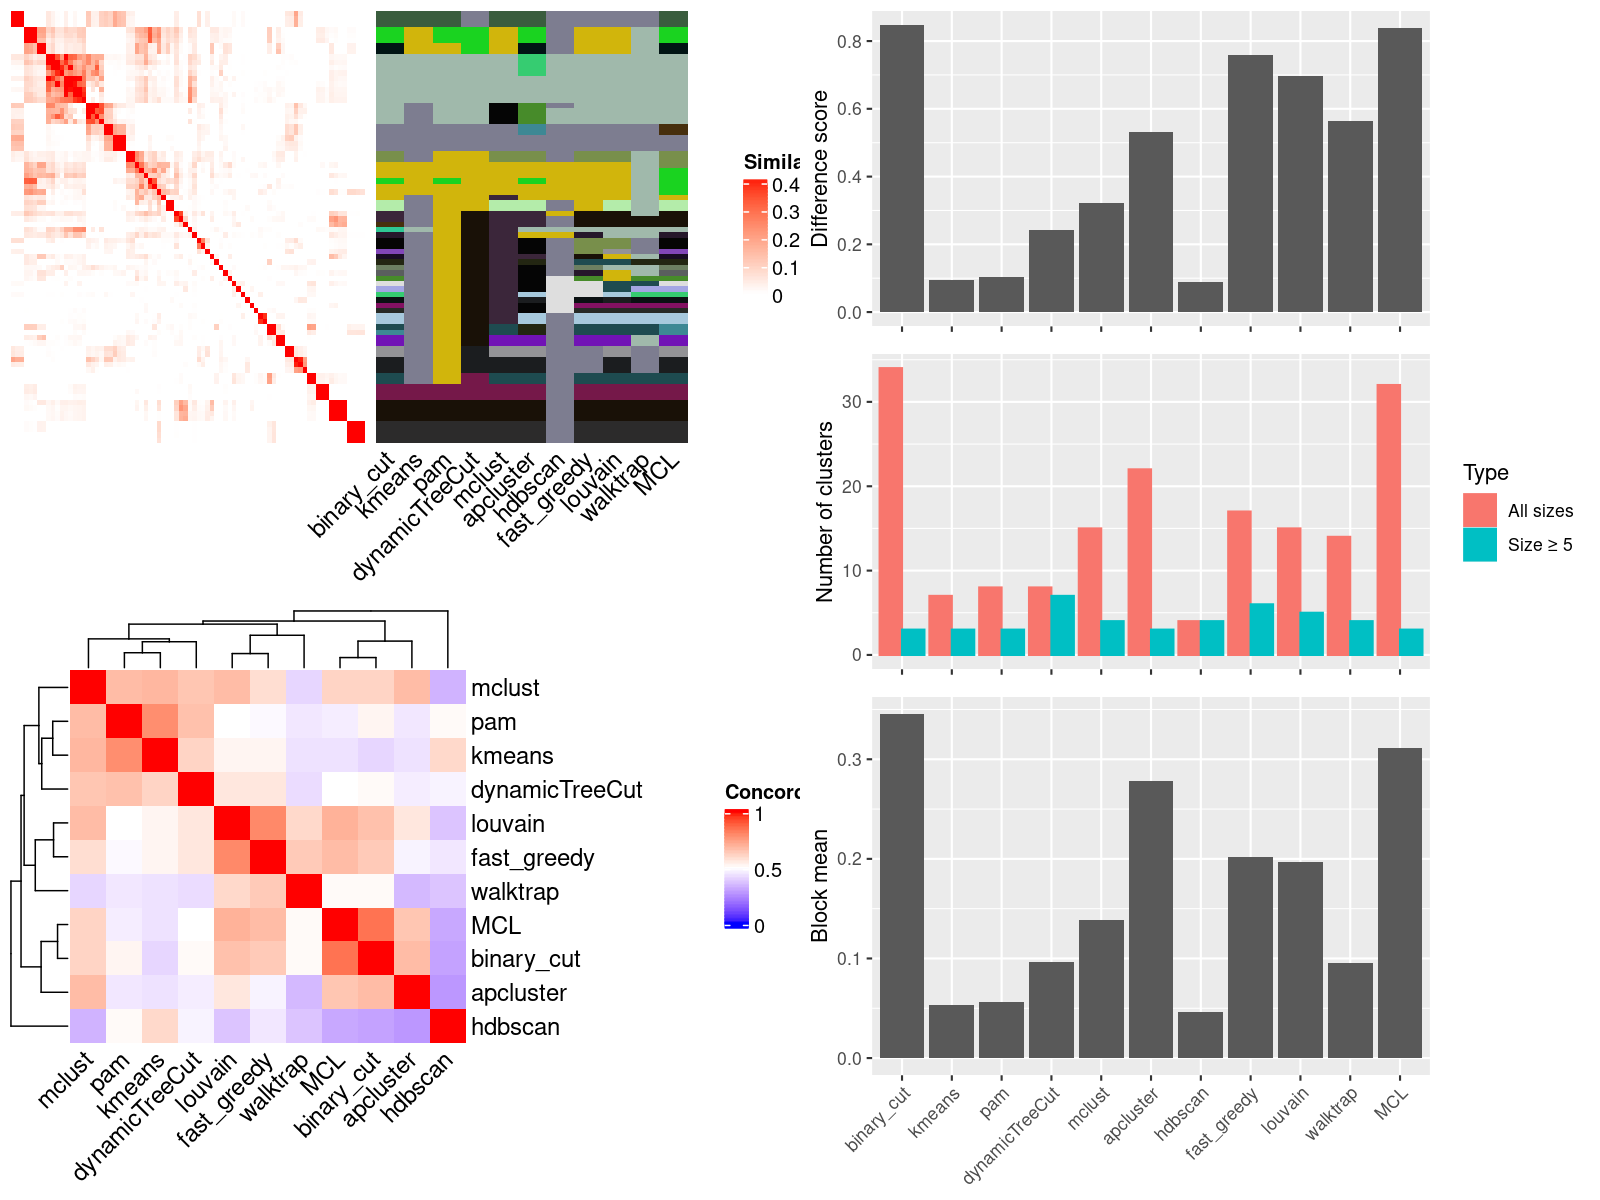 Simila
0.4
0.3
0.2
0.1
0
binary_cut
kmeans
pam
dynamicTreeCut
mclust
apcluster
hdbscan
fast_greedy
louvain
walktrap
MCL
mclust
pam
kmeans
dynamicTreeCut
louvain
fast_greedy
walktrap
MCL
binary_cut
apcluster
hdbscan
mclust
pam
kmeans
dynamicTreeCut
louvain
fast_greedy
walktrap
MCL
binary_cut
apcluster
hdbscan
Concord
1
0.5
0
Difference score
0.8
0.6
0.4
0.2
0.0
Number of clusters
30
20
10
0
Type
All sizes
Size ≥ 5
Block mean
0.3
0.2
0.1
0.0
binary_cut
kmeans
pam
dynamicTreeCut
mclust
apcluster
hdbscan
fast_greedy
louvain
walktrap
MCL